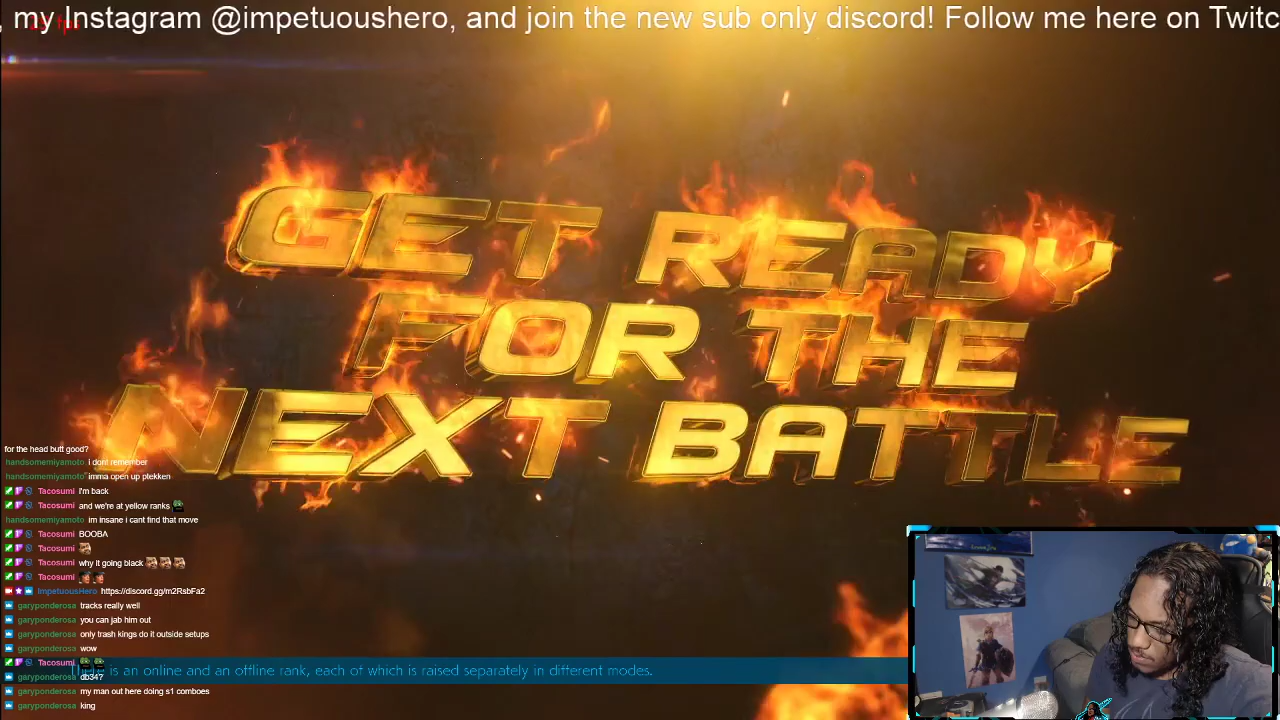 , my Instagram @impetuoushero, and join the new sub only discord! Follow me here on Twitc
GET READY
FOR THE
NEXT BATTLE
for the head butt good?
handsomemiyamoto i dont remember
handsomemiyamoto imma open up ptekken
Tacosumi I'm back
Tacosumi and we're at yellow ranks
handsomemiyamoto im insane i cant find that move
Tacosumi BOOBA
Tacosumi
Tacosumi why it going black
Tacosumi
ImpetuousHero https://discord.gg/m2RsbFa2
garyponderosa tracks really well
garyponderosa you can jab him out
garyponderosa only trash kings do it outside setups
garyponderosa wow
Tacosumi
is an online and an offline rank, each of which is raised separately in different modes.
garyponderosa db34?
garyponderosa my man out here doing s1 comboes
garyponderosa king